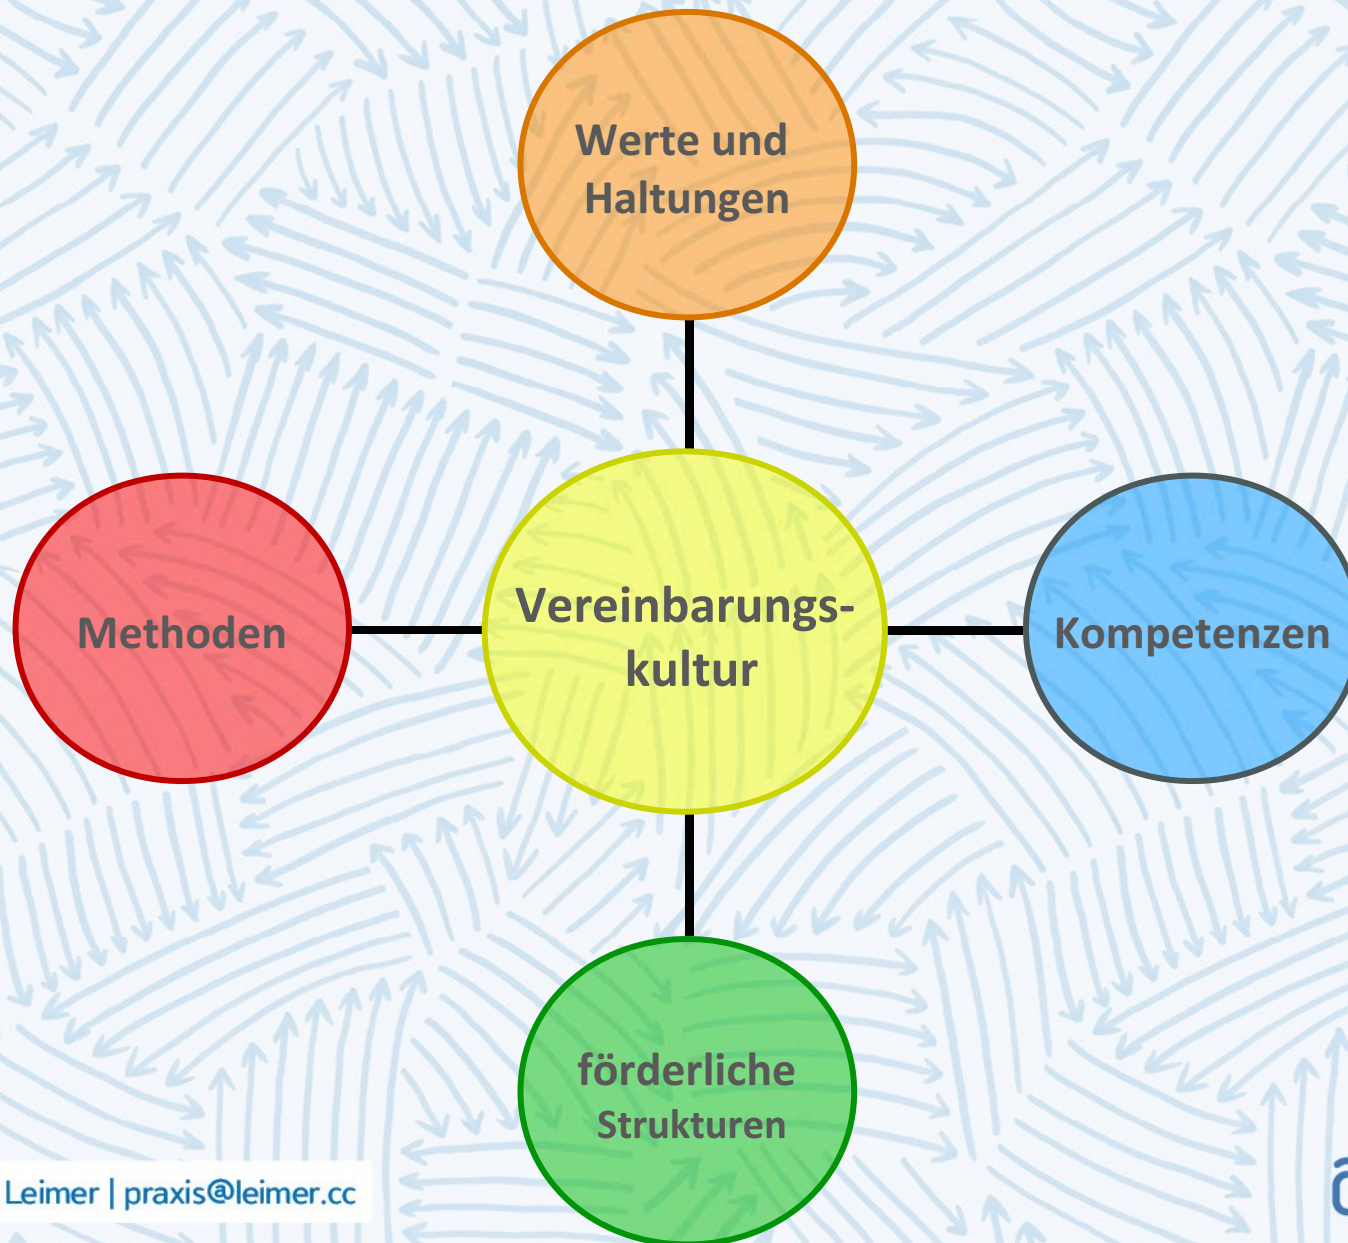 Werte und
Haltungen
Methoden
Vereinbarungs-
kultur
Kompetenzen
förderliche
Strukturen
Leimer | praxis@leimer.cc